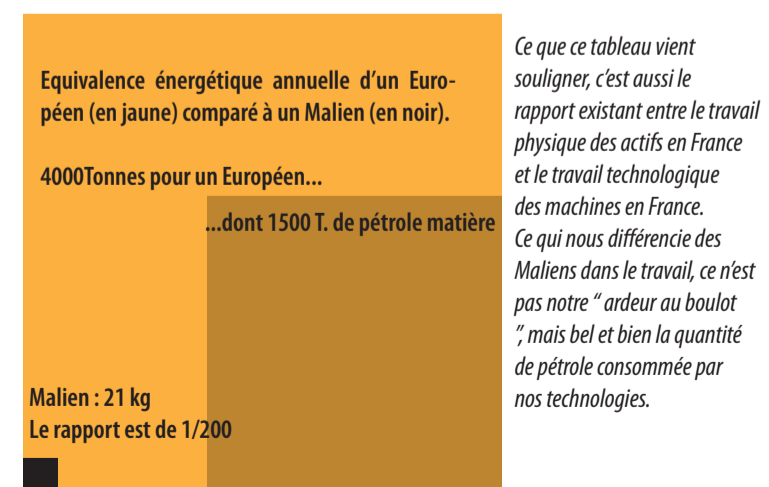 Equivalence énergétique annuelle d'un Euro-
péen (en jaune) comparé à un Malien (en noir).
4000Tonnes pour un Européen...
...dont 1500 T. de pétrole matière
Malien : 21 kg
Le rapport est de 1/200
Ce que ce tableau vient
souligner, c'est aussi le
rapport existant entre le travail
physique des actifs en France
et le travail technologique
des machines en France.
Ce qui nous différencie des
Maliens dans le travail, ce n'est
pas notre “ ardeur au boulot
”, mais bel et bien la quantité
de pétrole consommée par
nos technologies.